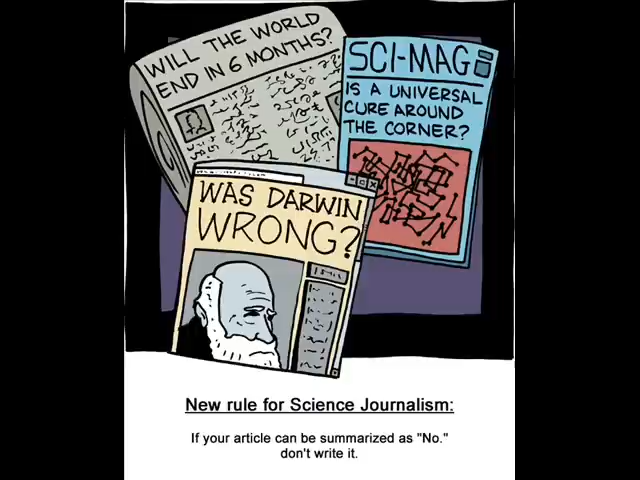 WILL THE WORLD
END IN 6 MONTHS?
SCI-MAG
IS A UNIVERSAL
CURE AROUND
THE CORNER?
WAS DARWIN
WRONG?
New rule for Science Journalism:
If your article can be summarized as "No."
don't write it.